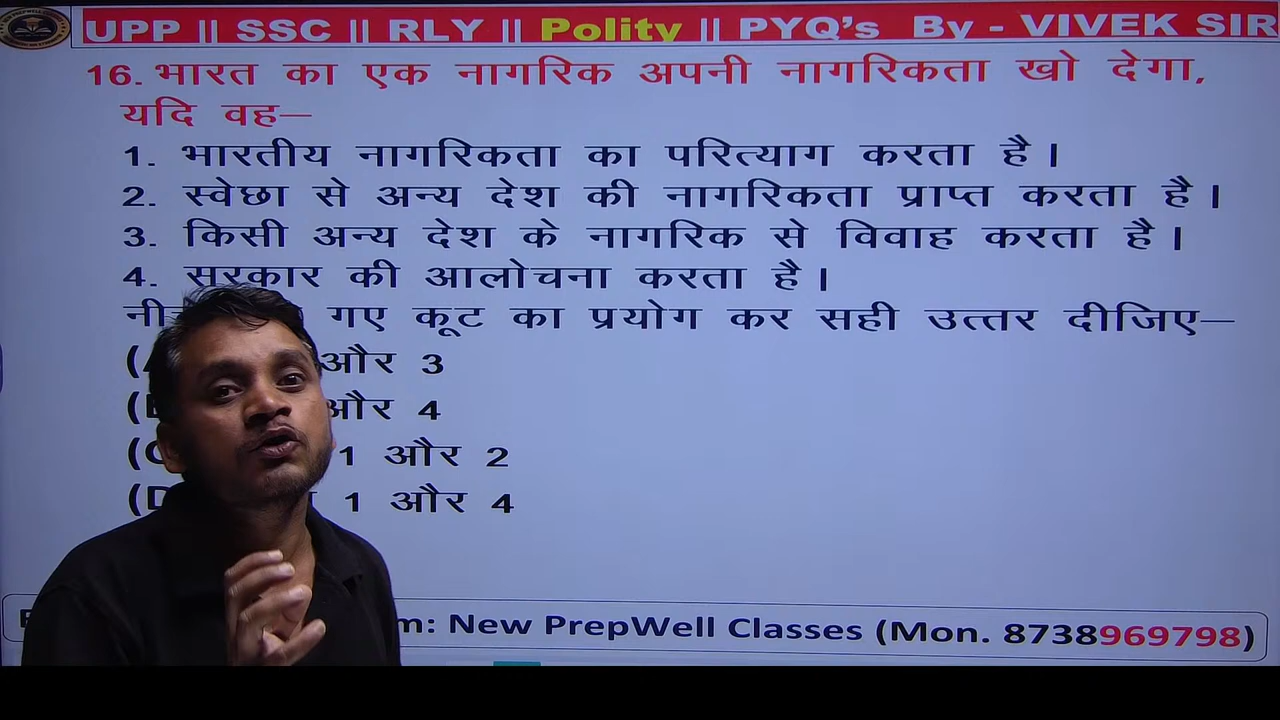 UPP || SSC || RLY || Polity || PYQ’s By - VIVEK SIR
16. भारत का एक नागरिक अपनी नागरिकता खो देगा,
यदि वह–
1. भारतीय नागरिकता का परित्याग करता है।
2. स्वेछा से अन्य देश की नागरिकता प्राप्त करता है।
3. किसी अन्य देश के नागरिक से विवाह करता है।
4. सरकार की आलोचना करता है।
गए कूट का प्रयोग कर सही उत्तर दीजिए–
और 3
और 4
1 और 2
1 और 4
New PrepWell Classes (Mon. 8738969798)